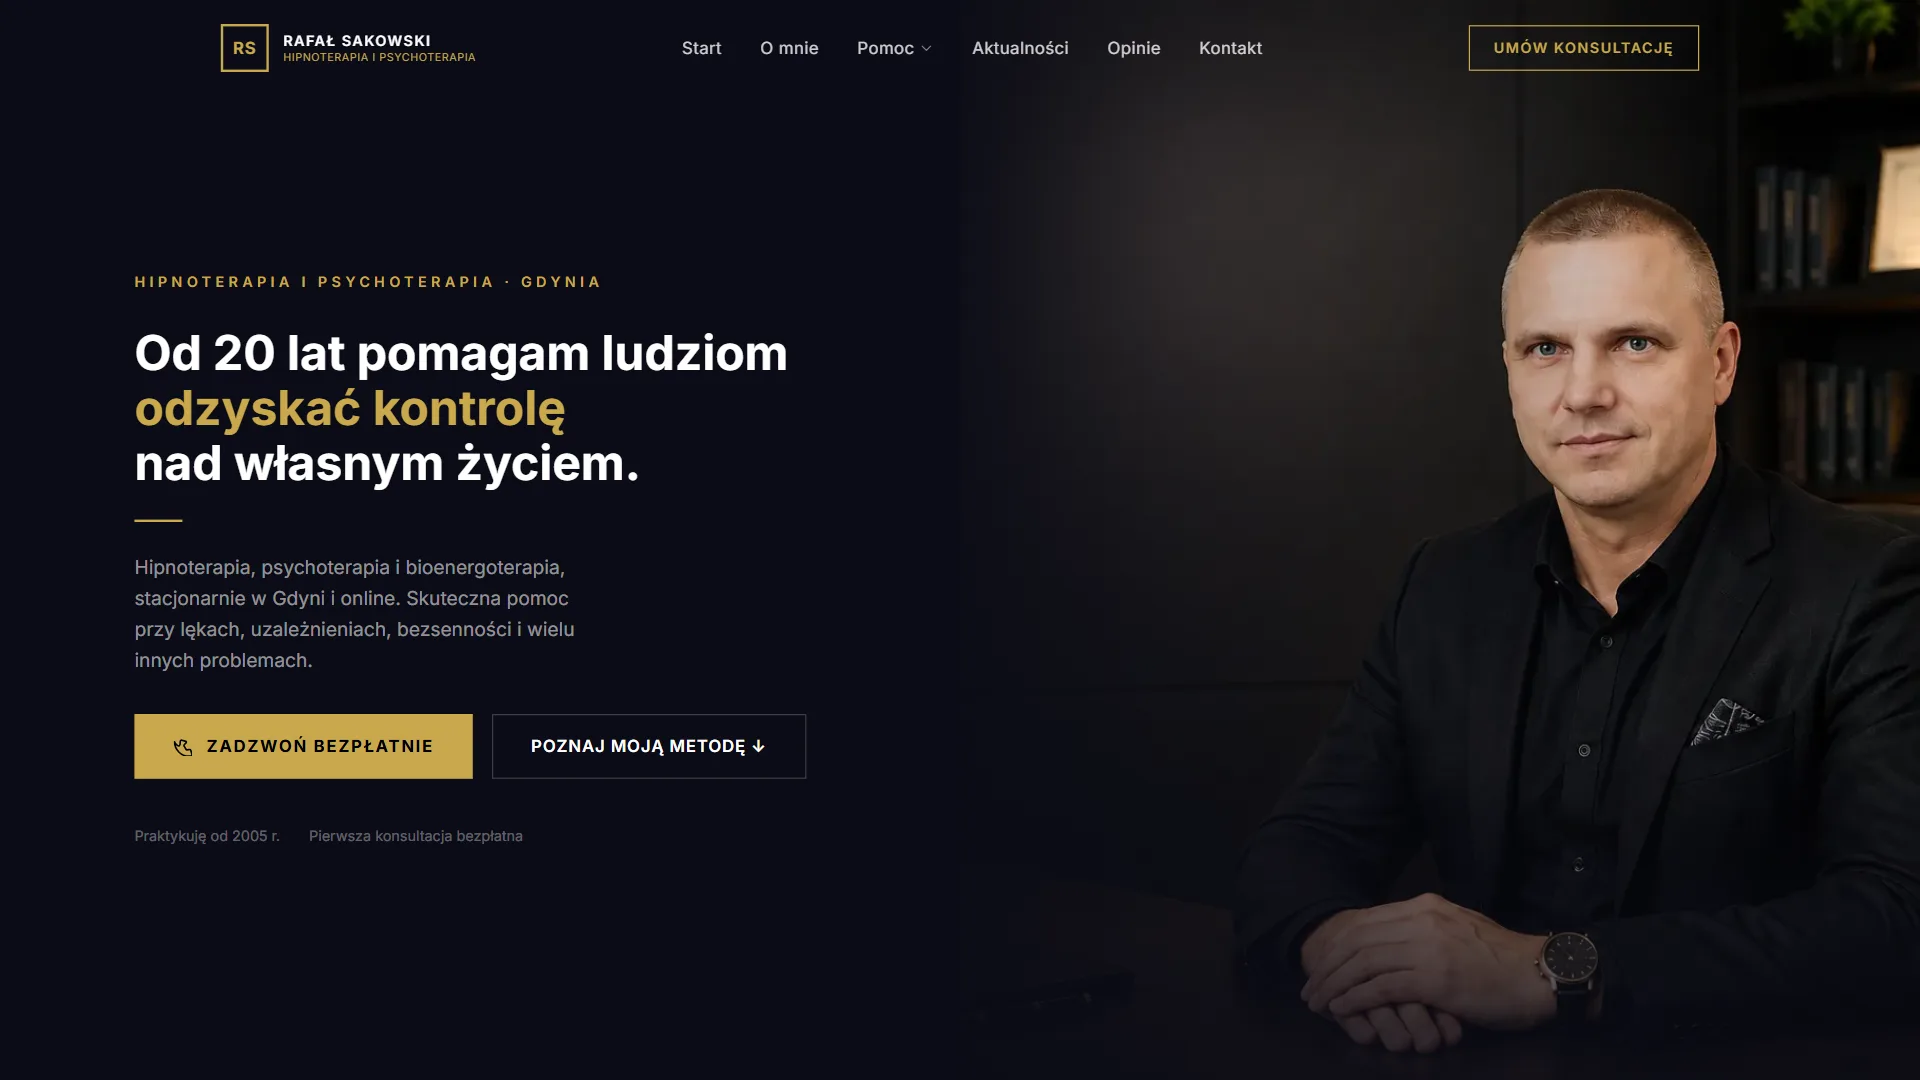 RS
RAFAŁ SAKOWSKI
HIPNOTERAPIA I PSYCHOTERAPIA
Start
O mnie
Pomoc
Aktualności
Opinie
Kontakt
UMÓW KONSULTACJĘ
HIPNOTERAPIA I PSYCHOTERAPIA · GDYNIA
Od 20 lat pomagam ludziom
odzyskać kontrolę
nad własnym życiem.
Hipnoterapia, psychoterapia i bioenergoterapia,
stacjonarnie w Gdyni i online. Skuteczna pomoc
przy lękach, uzależnieniach, bezsenności i wielu
innych problemach.
ZADZWOŃ BEZPŁATNIE
POZNAJ MOJĄ METODĘ ↓
Praktykuję od 2005 r.
Pierwsza konsultacja bezpłatna